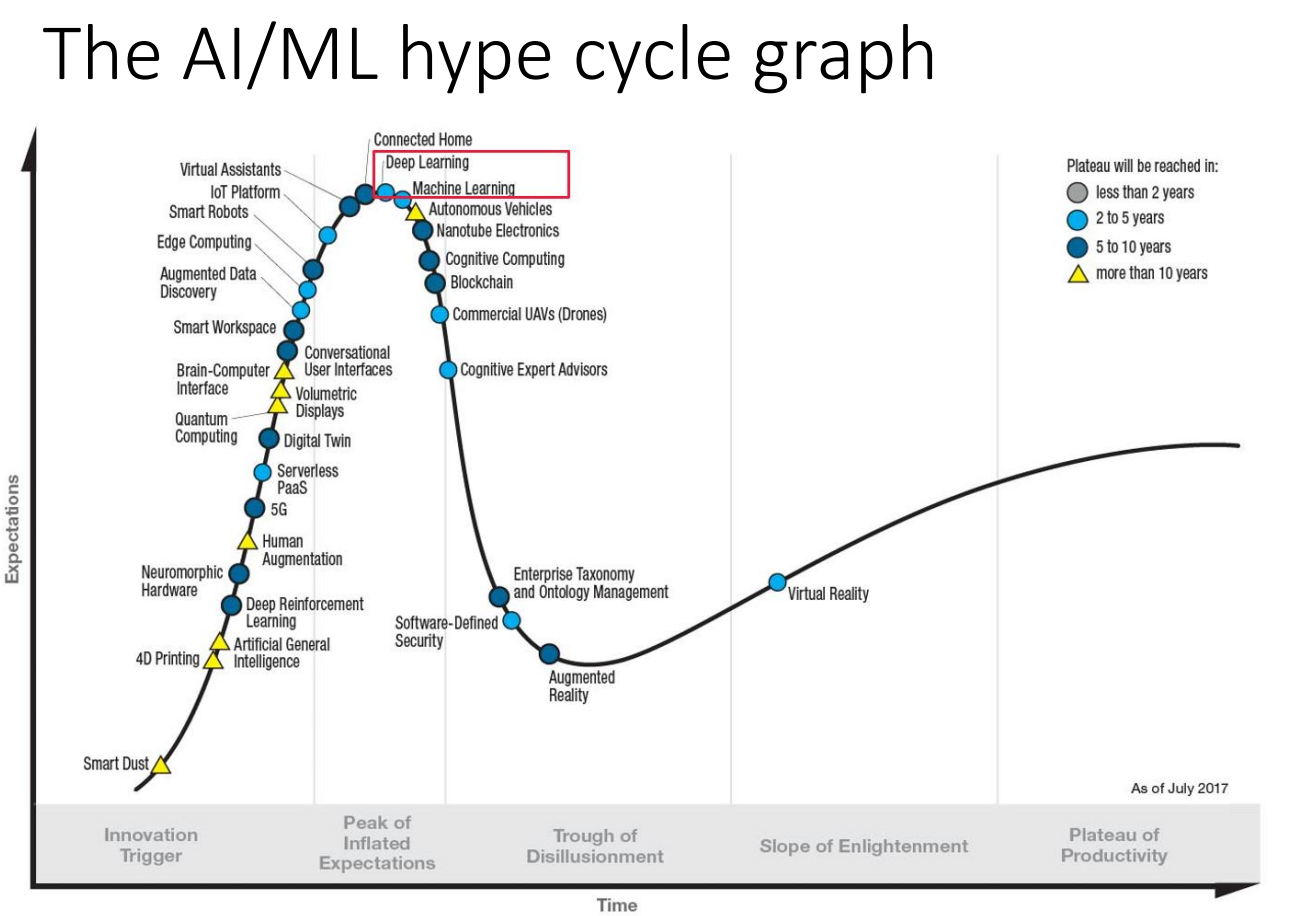 The AI/ML hype cycle graph
Connected Home
Deep Learning
Machine Learning
Virtual Assistants
IoT Platform
Smart Robots
Edge Computing
Augmented Data
Discovery
Smart Workspace
Conversational
User Interfaces
Brain-Computer
Interface
Volumetric
Displays
Quantum
Computing
Digital Twin
Serverless
PaaS
5G
Human
Augmentation
Neuromorphic
Hardware
Deep Reinforcement
Learning
Artificial General
Intelligence
4D Printing
Smart Dust
Autonomous Vehicles
Nanotube Electronics
Cognitive Computing
Blockchain
Commercial UAVs (Drones)
Cognitive Expert Advisors
Enterprise Taxonomy
and Ontology Management
Software-Defined
Security
Augmented
Reality
Virtual Reality
Plateau will be reached in:
less than 2 years
2 to 5 years
5 to 10 years
more than 10 years
As of July 2017
Expectations
Innovation
Trigger
Peak of
Inflated
Expectations
Trough of
Disillusionment
Slope of Enlightenment
Plateau of
Productivity
Time